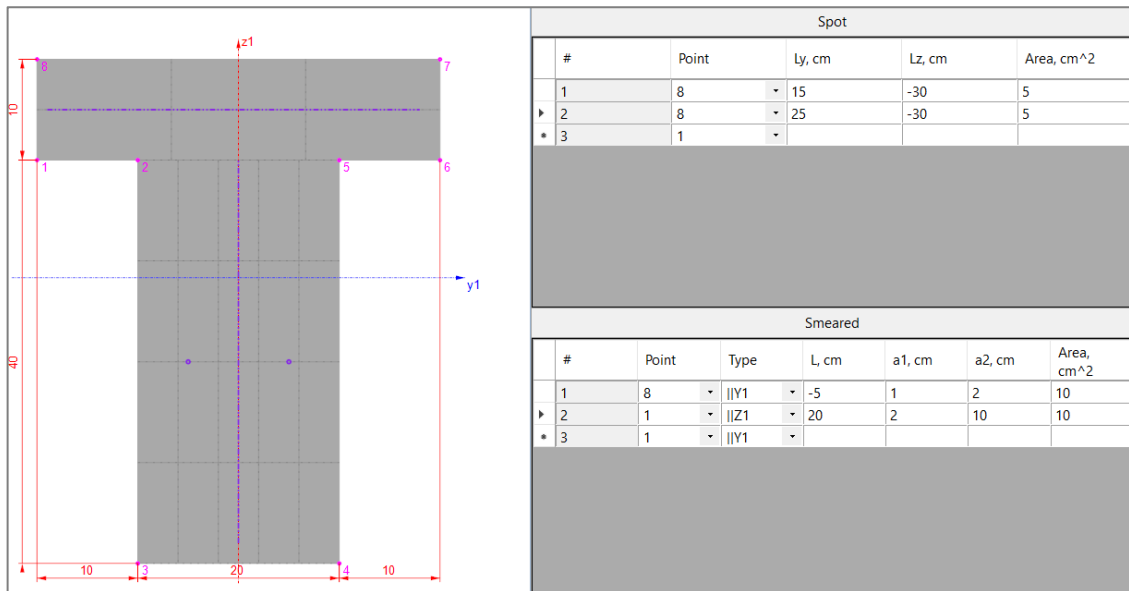 z1
8
7
10
1
2
5
6
y1
40
3
4
10
20
10
Spot
# Point Ly, cm Lz, cm Area, cm^2
1 8 15 -30 5
2 8 25 -30 5
3 1
Smeared
# Point Type L, cm a1, cm a2, cm Area, cm^2
1 8 ||Y1 -5 1 2 10
2 1 ||Z1 20 2 10 10
3 1 ||Y1